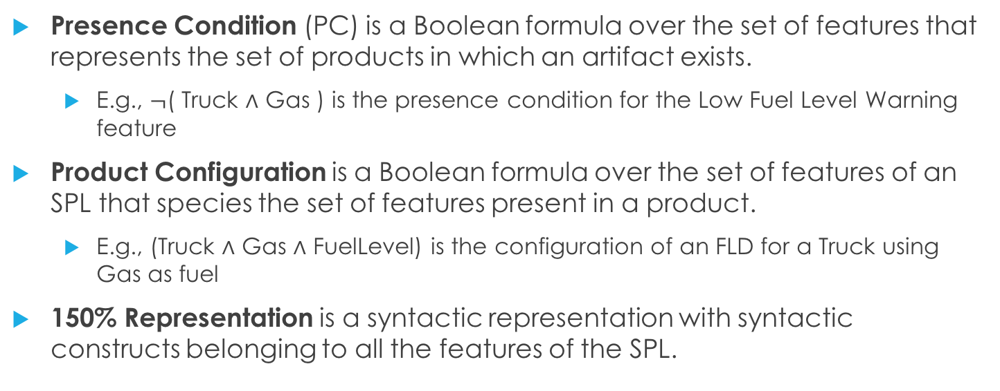 Presence Condition (PC) is a Boolean formula over the set of features that
represents the set of products in which an artifact exists.
E.g., ¬( Truck ∧ Gas ) is the presence condition for the Low Fuel Level Warning
feature
Product Configuration is a Boolean formula over the set of features of an
SPL that species the set of features present in a product.
E.g., (Truck ∧ Gas ∧ FuelLevel) is the configuration of an FLD for a Truck using
Gas as fuel
150% Representation is a syntactic representation with syntactic
constructs belonging to all the features of the SPL.